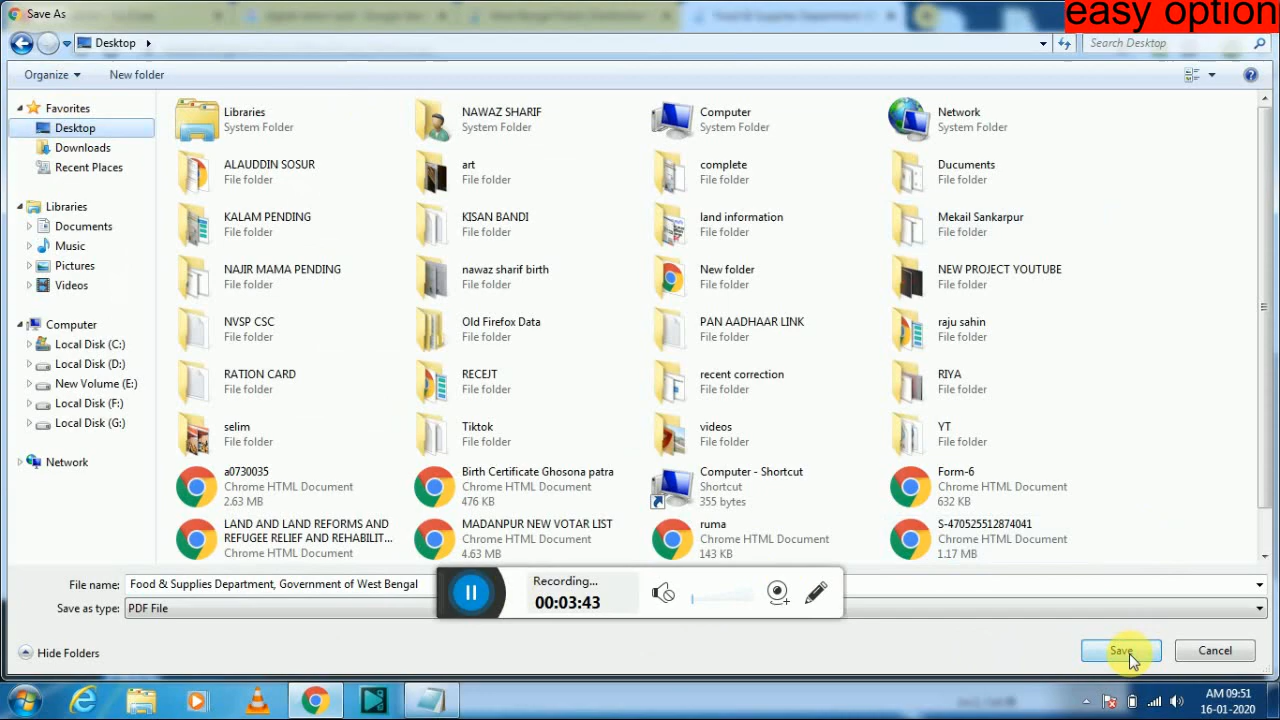 Save As
easy option
Desktop
Search Desktop
Organize
New folder
Favorites
Desktop
Downloads
Recent Places
Libraries
Documents
Music
Pictures
Videos
Computer
Local Disk (C:)
Local Disk (D:)
New Volume (E:)
Local Disk (F:)
Local Disk (G:)
Network
Libraries
System Folder
NAWAZ SHARIF
System Folder
Computer
System Folder
Network
System Folder
ALAUDDIN SOSUR
File folder
art
File folder
complete
File folder
Ducuments
File folder
KALAM PENDING
File folder
KISAN BANDI
File folder
land information
File folder
Mekail Sankarpur
File folder
NAJIR MAMA PENDING
File folder
nawaz sharif birth
File folder
New folder
File folder
NEW PROJECT YOUTUBE
File folder
NVSP CSC
File folder
Old Firefox Data
File folder
PAN AADHAAR LINK
File folder
raju sahin
File folder
RATION CARD
File folder
RECEJT
File folder
recent correction
File folder
RIYA
File folder
selim
File folder
Tiktok
File folder
videos
File folder
YT
File folder
a0730035
Chrome HTML Document
2.63 MB
Birth Certificate Ghosona patra
Chrome HTML Document
476 KB
Computer - Shortcut
Shortcut
355 bytes
Form-6
Chrome HTML Document
632 KB
LAND AND LAND REFORMS AND
REFUGEE RELIEF AND REHABILIT...
Chrome HTML Document
MADANPUR NEW VOTAR LIST
Chrome HTML Document
4.63 MB
ruma
Chrome HTML Document
143 KB
S-470525512874041
Chrome HTML Document
1.17 MB
File name: Food & Supplies Department, Government of West Bengal
Save as type: PDF File
Recording...
00:03:43
Hide Folders
Save
Cancel
AM 09:51
16-01-2020